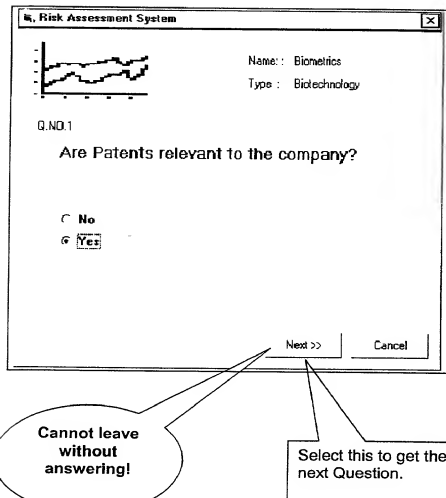 Risk Assessment System
Name: : Biometrics
Type : Biotechnology
Q.NO.1
Are Patents relevant to the company?
No
Yes
Next >> Cancel
Cannot leave
without
answering!
Select this to get the
next Question.